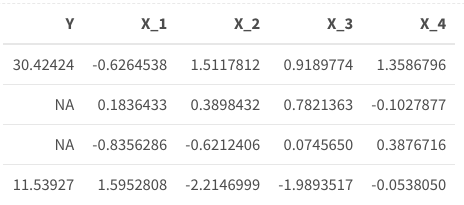 Y X_1 X_2 X_3 X_4
30.42424 -0.6264538 1.5117812 0.9189774 1.3586796
NA 0.1836433 0.3898432 0.7821363 -0.1027877
NA -0.8356286 -0.6212406 0.0745650 0.3876716
11.53927 1.5952808 -2.2146999 -1.9893517 -0.0538050